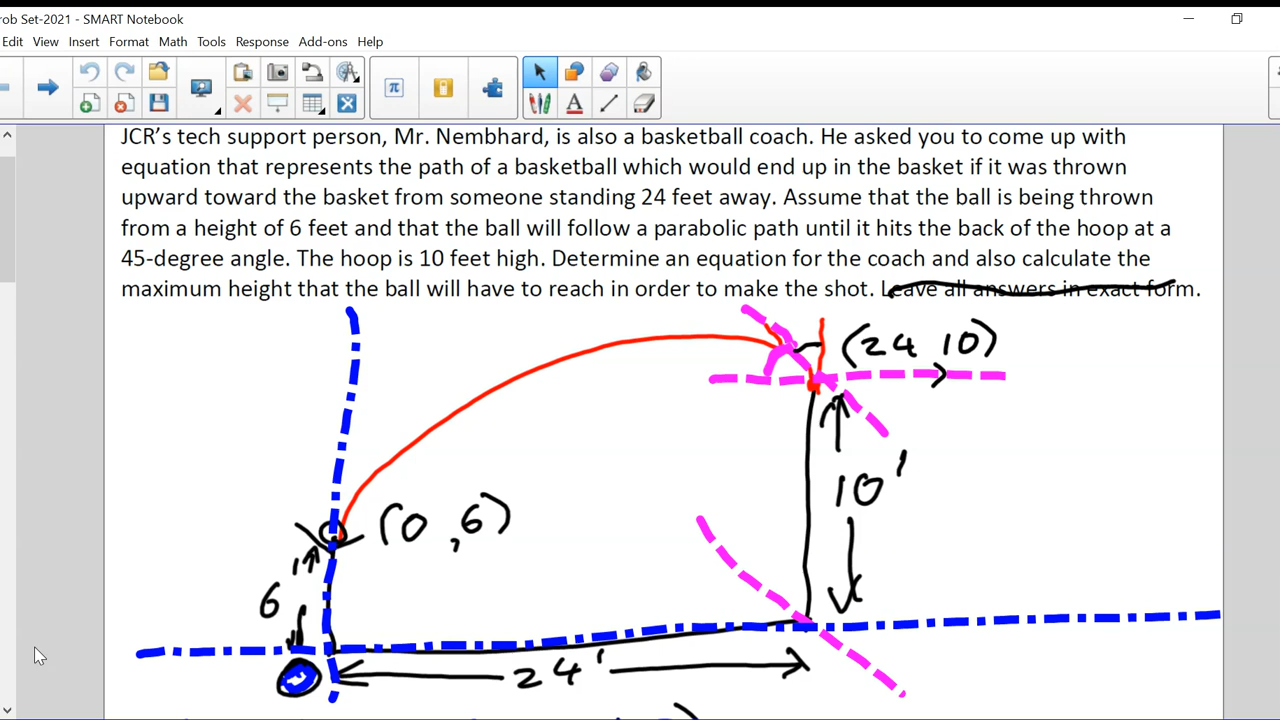 rob Set-2021 - SMART Notebook
Edit View Insert Format Math Tools Response Add-ons Help
π
A
JCR's tech support person, Mr. Nembhard, is also a basketball coach. He asked you to come up with
equation that represents the path of a basketball which would end up in the basket if it was thrown
upward toward the basket from someone standing 24 feet away. Assume that the ball is being thrown
from a height of 6 feet and that the ball will follow a parabolic path until it hits the back of the hoop at a
45-degree angle. The hoop is 10 feet high. Determine an equation for the coach and also calculate the
maximum height that the ball will have to reach in order to make the shot. Leave all answers in exact form.
(24 10)
10'
(0, 6)
6'
24'